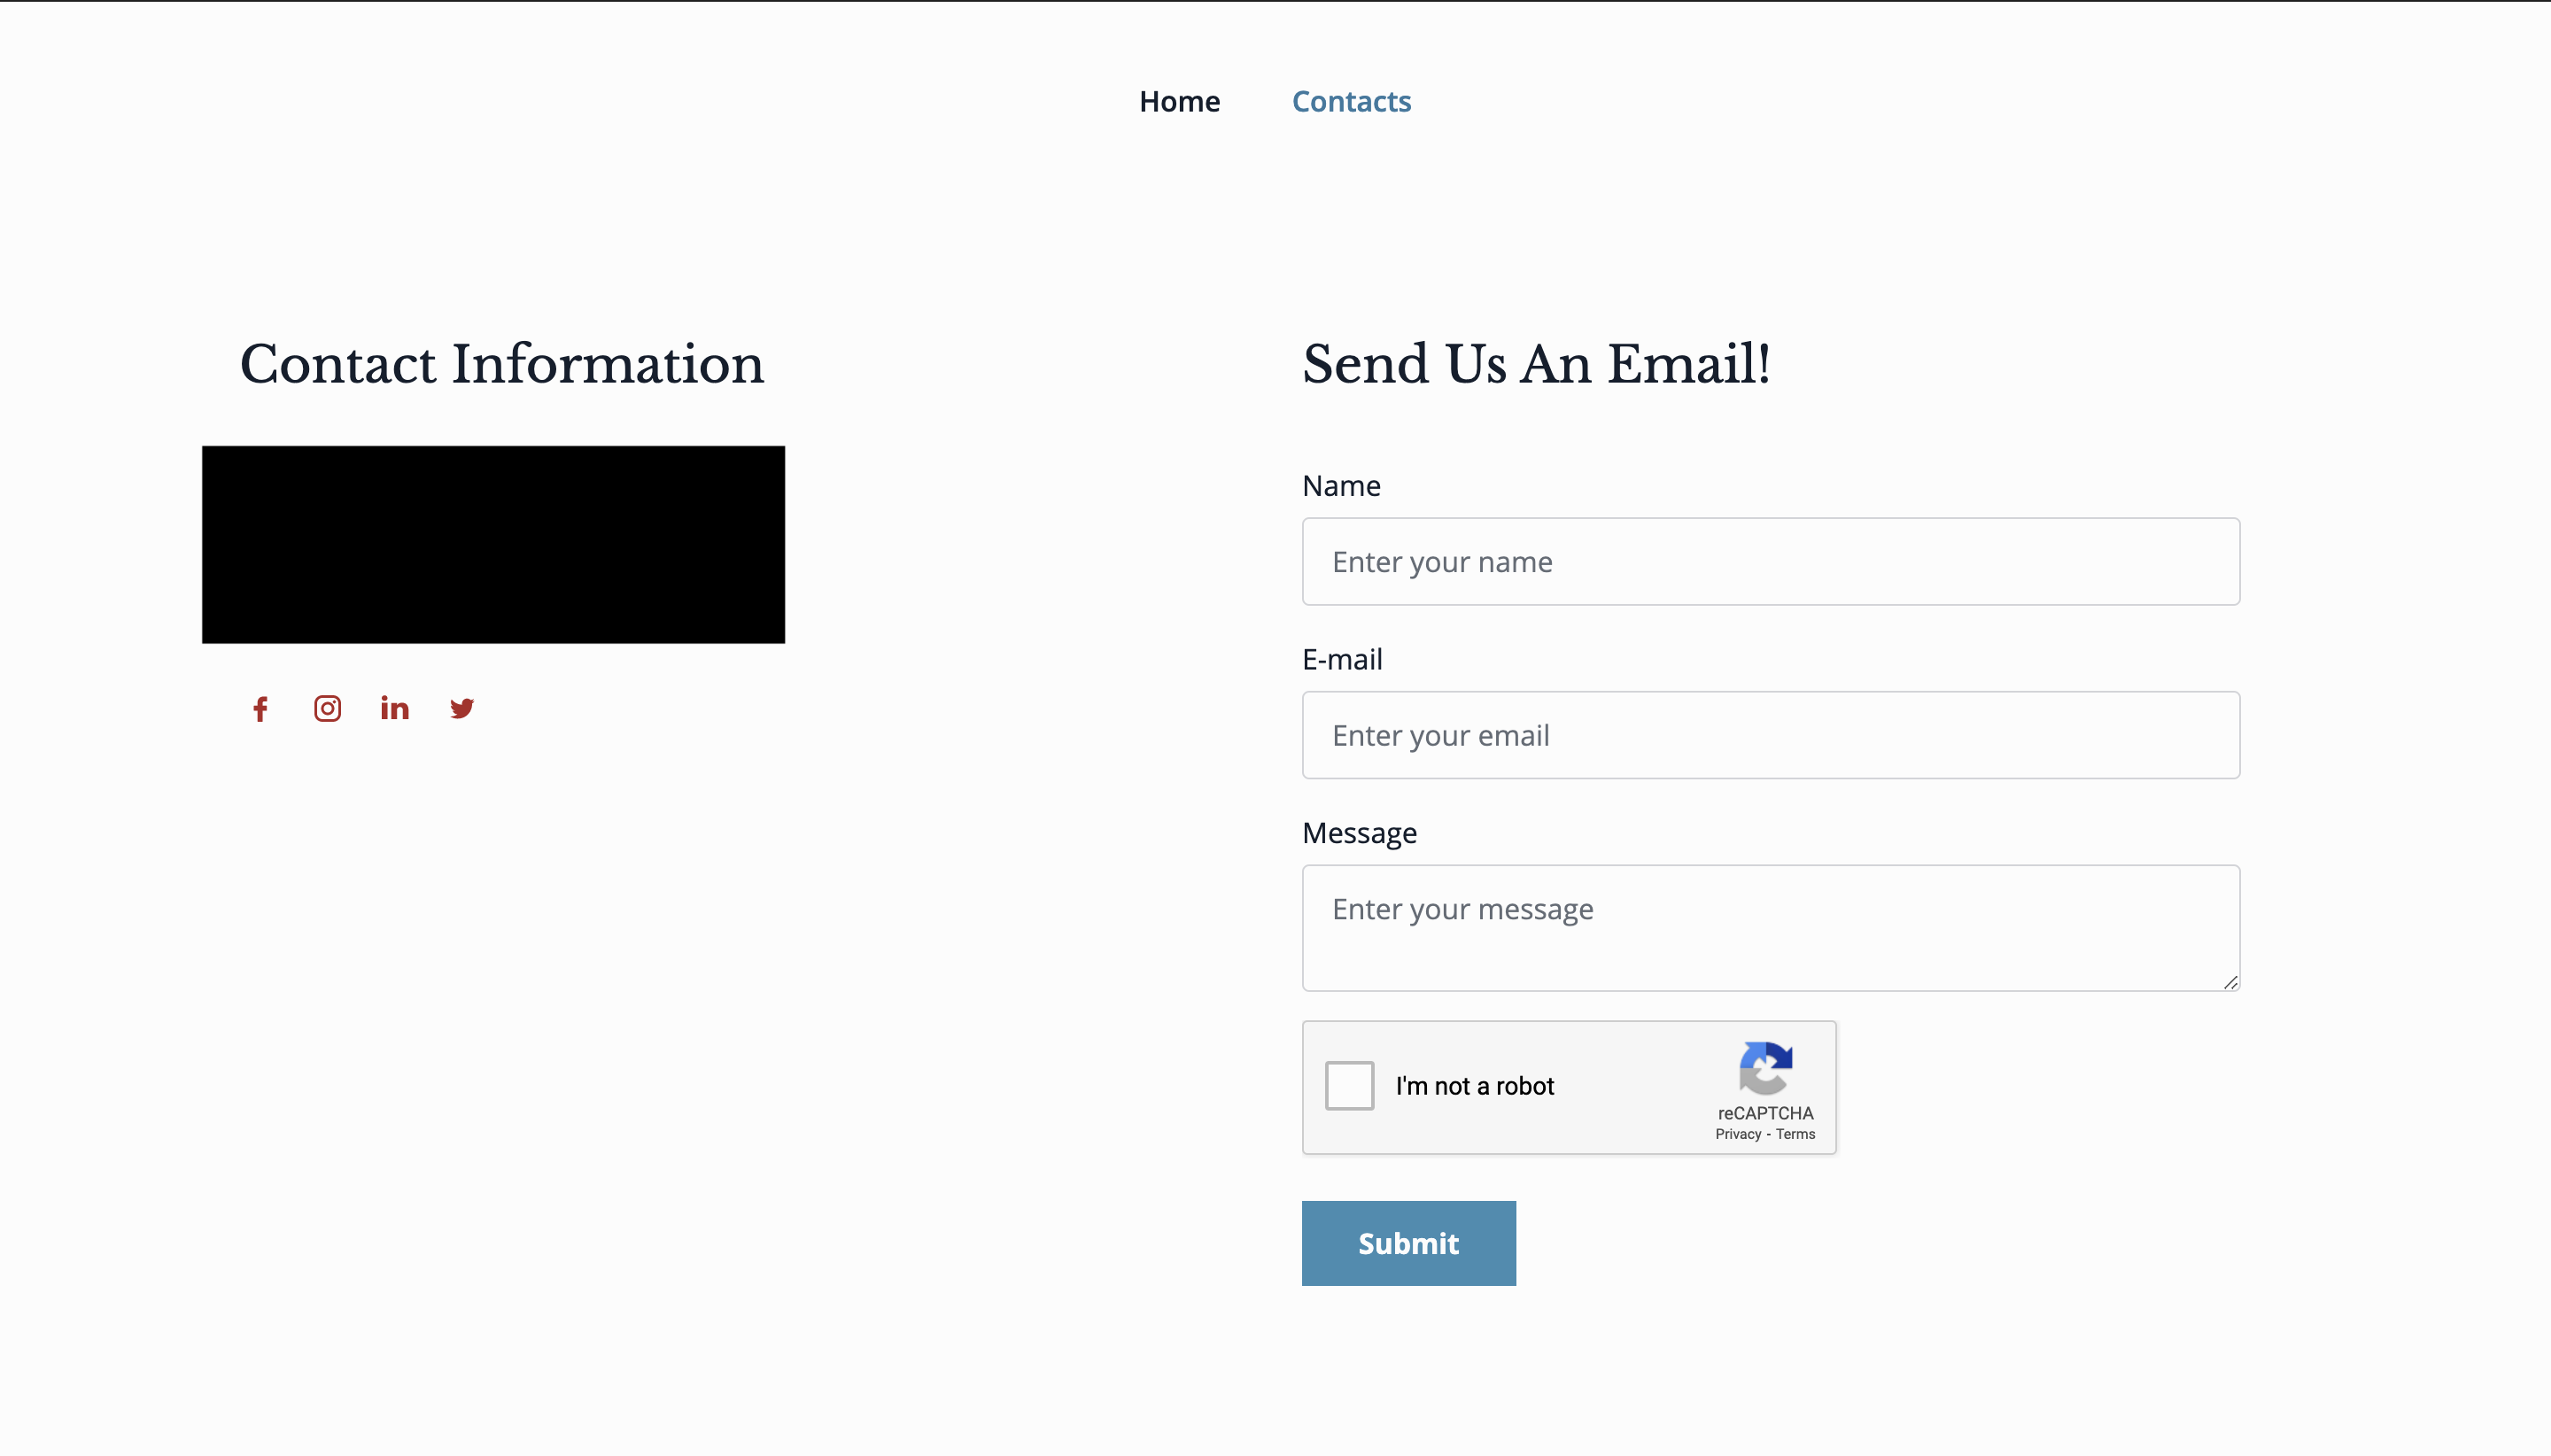 Home
Contacts
Contact Information
Send Us An Email!
Name
Enter your name
E-mail
Enter your email
Message
Enter your message
I'm not a robot
reCAPTCHA
Privacy - Terms
Submit